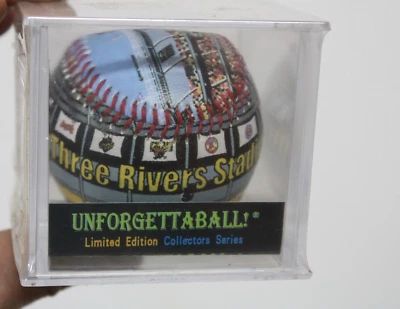 Three Rivers Stadi
UNFORGETTABALL!®
Limited Edition Collectors Series